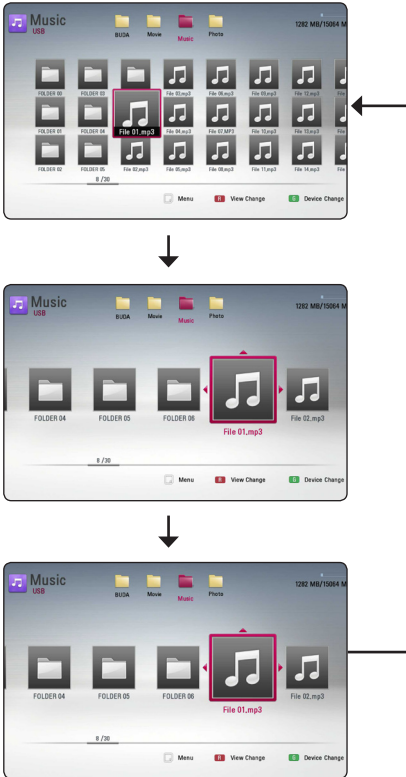 Music
USB
BUDA Movie Music Photo
1282 MB/15064 M
FOLDER 00 FOLDER 03 File 03.mp3 File 06.mp3 File 09.mp3 File 12.mp3 File
FOLDER 01 FOLDER 04 File 01.mp3 File 04.mp3 File 07.MP3 File 10.mp3 File 13.mp3 File
FOLDER 02 FOLDER 05 File 02.mp3 File 05.mp3 File 08.mp3 File 11.mp3 File 14.mp3 File
8 /30
Menu R View Change G Device Change
Music
USB
BUDA Movie Music Photo
1282 MB/15064 M
FOLDER 04 FOLDER 05 FOLDER 06 File 01.mp3 File 02.mp3
8 /30
Menu R View Change G Device Change
Music
USB
BUDA Movie Music Photo
1282 MB/15064 M
FOLDER 04 FOLDER 05 FOLDER 06 File 01.mp3 File 02.mp3
8 /30
Menu R View Change G Device Change